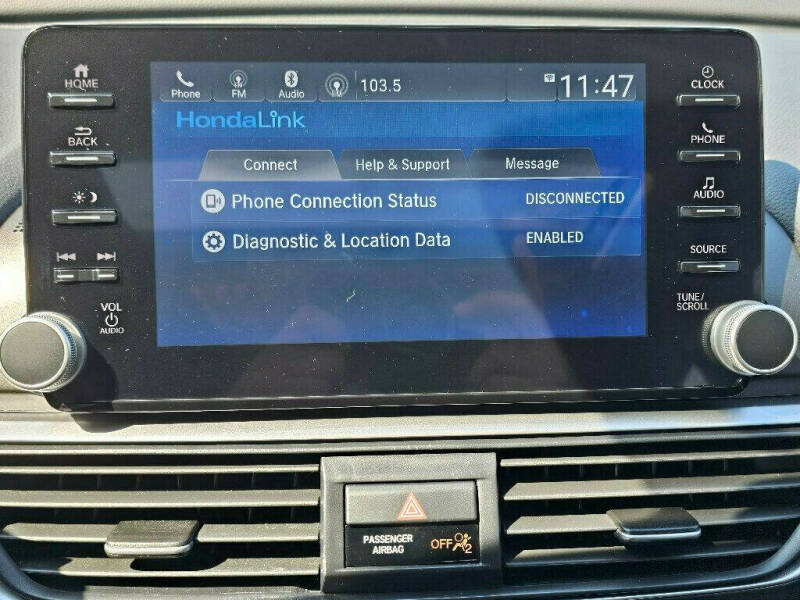 HOME
BACK
VOL
AUDIO
Phone FM Audio 103.5 11:47
HondaLink
Connect Help & Support Message
Phone Connection Status DISCONNECTED
Diagnostic & Location Data ENABLED
CLOCK
PHONE
AUDIO
SOURCE
TUNE/
SCROLL
PASSENGER
AIRBAG
OFF 2